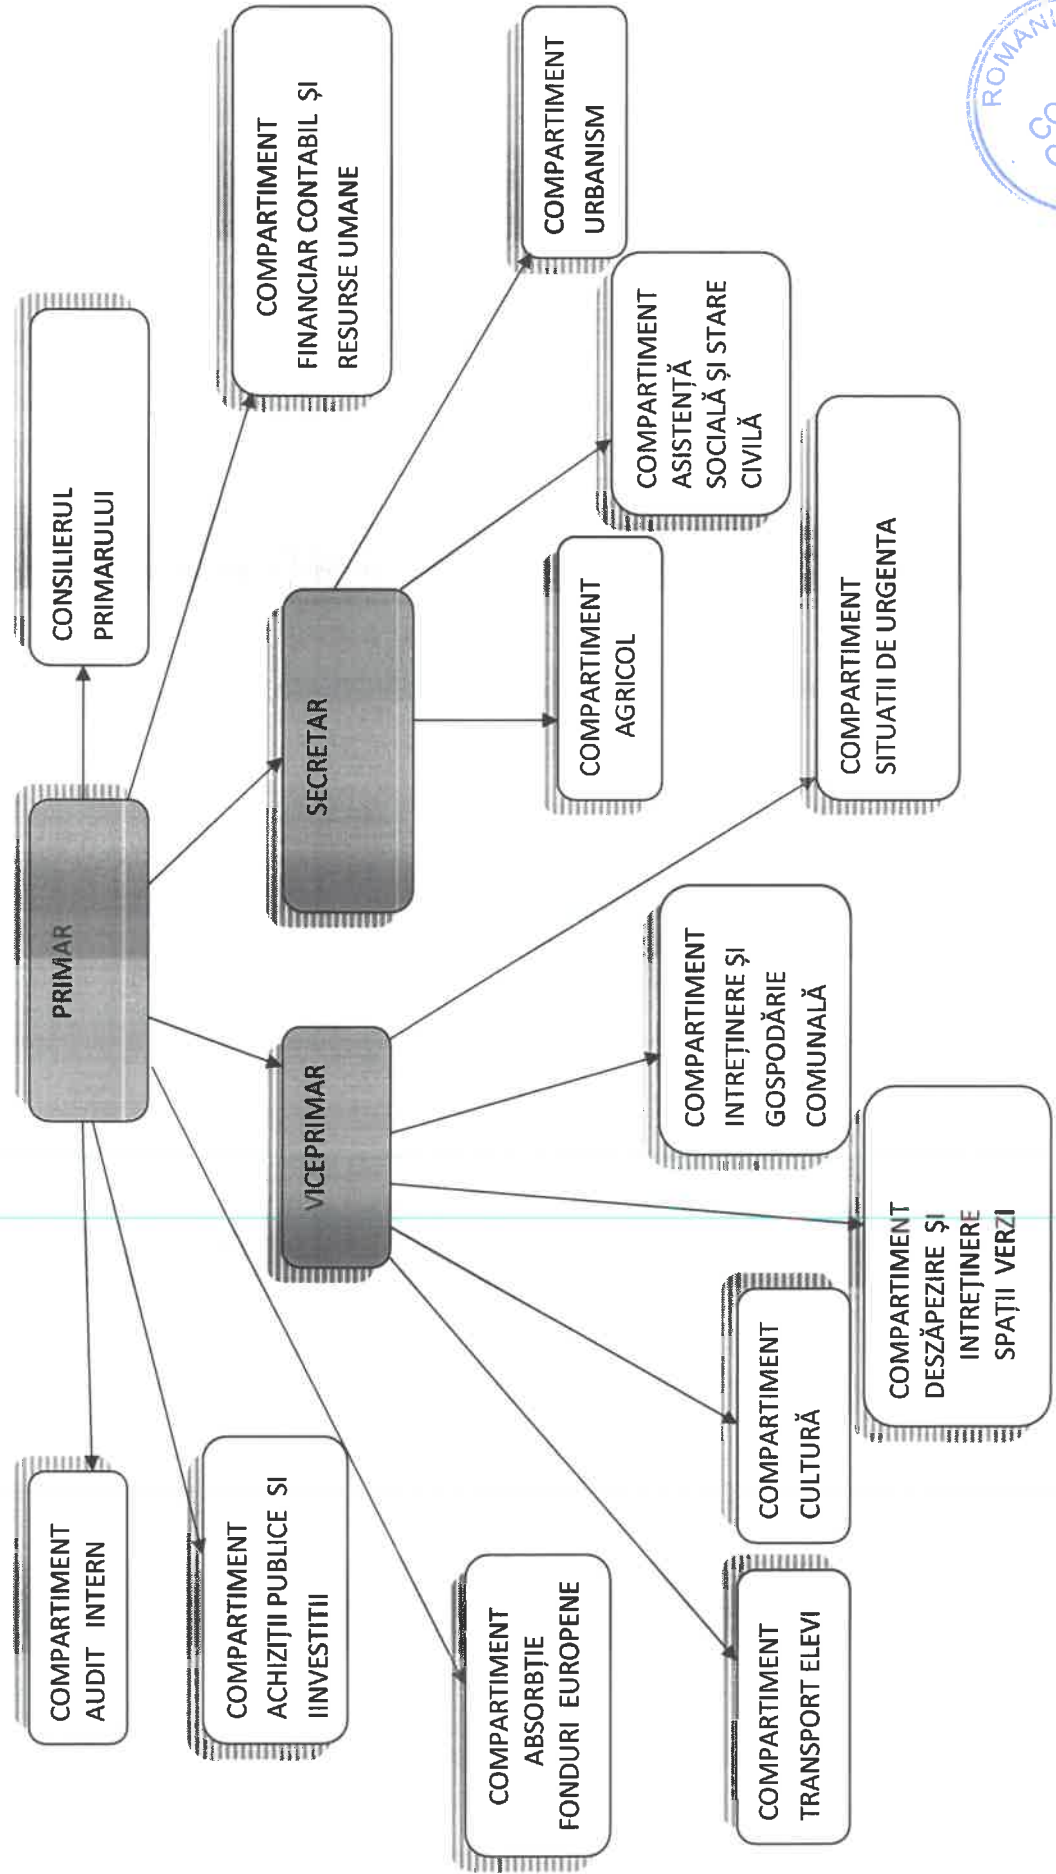 PRIMAR
CONSILIERUL
PRIMARULUI
COMPARTIMENT
AUDIT INTERN
COMPARTIMENT
ACHIZIȚII PUBLICE SI
IINVESTITII
COMPARTIMENT
FINANCIAR CONTABIL ȘI
RESURSE UMANE
VICEPRIMAR
SECRETAR
COMPARTIMENT
ABSORBȚIE
FONDURI EUROPENE
COMPARTIMENT
URBANISM
COMPARTIMENT
AGRICOL
COMPARTIMENT
ASISTENȚĂ
SOCIALĂ ȘI STARE
CIVILĂ
COMPARTIMENT
INTREȚINERE ȘI
GOSPODĂRIE
COMUNALĂ
COMPARTIMENT
TRANSPORT ELEVI
COMPARTIMENT
CULTURĂ
COMPARTIMENT
SITUATII DE URGENTA
COMPARTIMENT
DESZĂPEZIRE ȘI
INTREȚINERE
SPAȚII VERZI